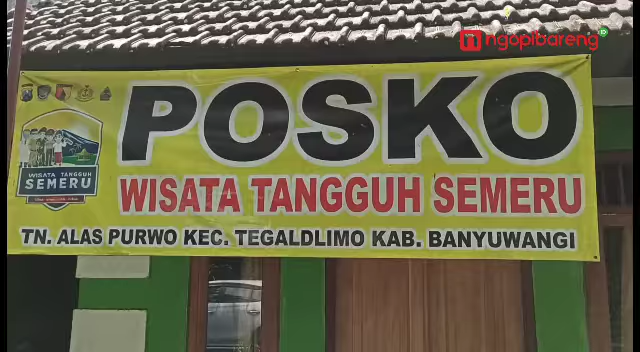 ngopibareng
POSKO
WISATA TANGGUH
SEMERU
WISATA TANGGUH SEMERU
TN. ALAS PURWO KEC. TEGALDLIMO KAB. BANYUWANGI